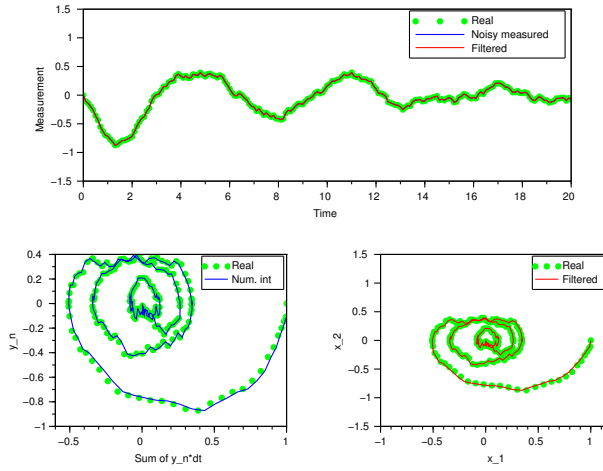 1.5
1
0.5
0
−0.5
−1
−1.5
Measurement
0 2 4 6 8 10 12 14 16 18 20
Time
Real
Noisy measured
Filtered
0.4
0.2
0
−0.2
−0.4
−0.6
−0.8
−1
y_n
−0.5 0 0.5 1
Sum of y_n*dt
Real
Num. int
1.5
1
0.5
0
−0.5
−1
−1.5
x_2
−1 −0.5 0 0.5 1
x_1
Real
Filtered